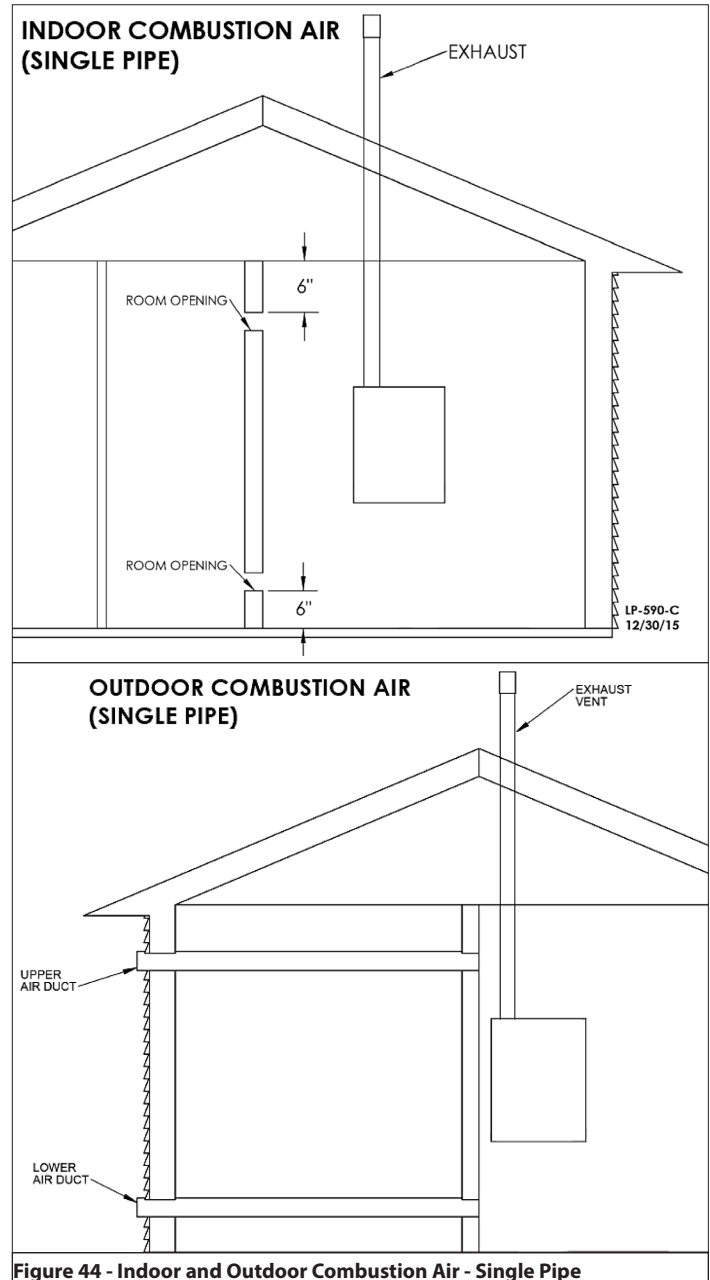 INDOOR COMBUSTION AIR
(SINGLE PIPE)
EXHAUST
6"
ROOM OPENING
ROOM OPENING
6"
LP-590-C
12/30/15
OUTDOOR COMBUSTION AIR
(SINGLE PIPE)
EXHAUST
VENT
UPPER
AIR DUCT
LOWER
AIR DUCT
Figure 44 - Indoor and Outdoor Combustion Air - Single Pipe